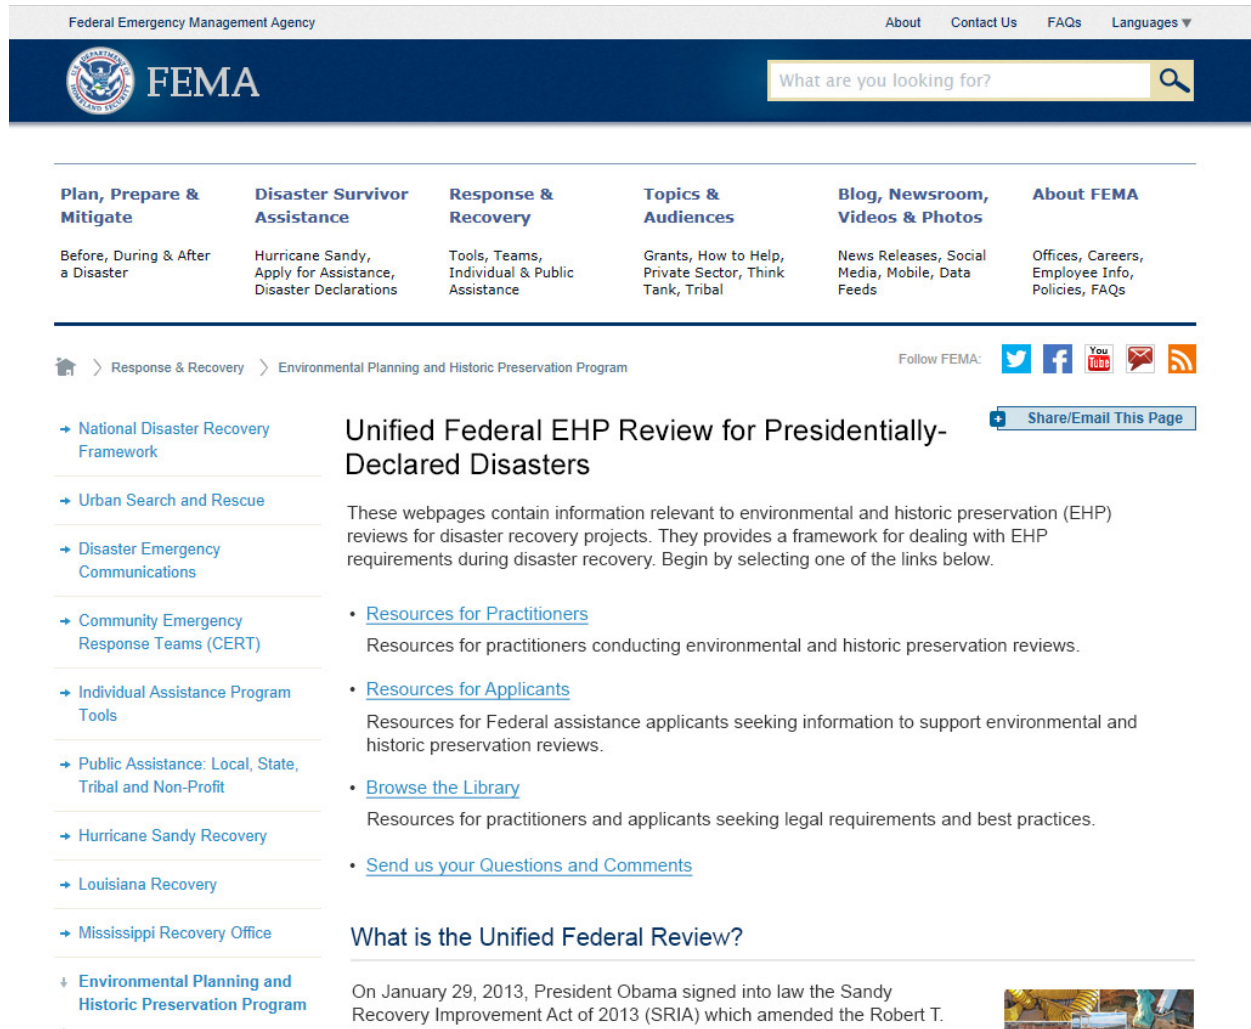 Federal Emergency Management Agency
About Contact Us FAQs Languages ▼
FEMA
What are you looking for?
Plan, Prepare &
Mitigate
Before, During & After
a Disaster
Disaster Survivor
Assistance
Hurricane Sandy,
Apply for Assistance,
Disaster Declarations
Response &
Recovery
Tools, Teams,
Individual & Public
Assistance
Topics &
Audiences
Grants, How to Help,
Private Sector, Think
Tank, Tribal
Blog, Newsroom,
Videos & Photos
News Releases, Social
Media, Mobile, Data
Feeds
About FEMA
Offices, Careers,
Employee Info,
Policies, FAQs
Response & Recovery Environmental Planning and Historic Preservation Program
Follow FEMA:
You
Tube
Share/Email This Page
National Disaster Recovery
Framework
Urban Search and Rescue
Disaster Emergency
Communications
Community Emergency
Response Teams (CERT)
Individual Assistance Program
Tools
Public Assistance: Local, State,
Tribal and Non-Profit
Hurricane Sandy Recovery
Louisiana Recovery
Mississippi Recovery Office
Environmental Planning and
Historic Preservation Program
Unified Federal EHP Review for Presidentially-
Declared Disasters
These webpages contain information relevant to environmental and historic preservation (EHP)
reviews for disaster recovery projects. They provides a framework for dealing with EHP
requirements during disaster recovery. Begin by selecting one of the links below.
• Resources for Practitioners
Resources for practitioners conducting environmental and historic preservation reviews.
• Resources for Applicants
Resources for Federal assistance applicants seeking information to support environmental and
historic preservation reviews.
• Browse the Library
Resources for practitioners and applicants seeking legal requirements and best practices.
• Send us your Questions and Comments
What is the Unified Federal Review?
On January 29, 2013, President Obama signed into law the Sandy
Recovery Improvement Act of 2013 (SRIA) which amended the Robert T.